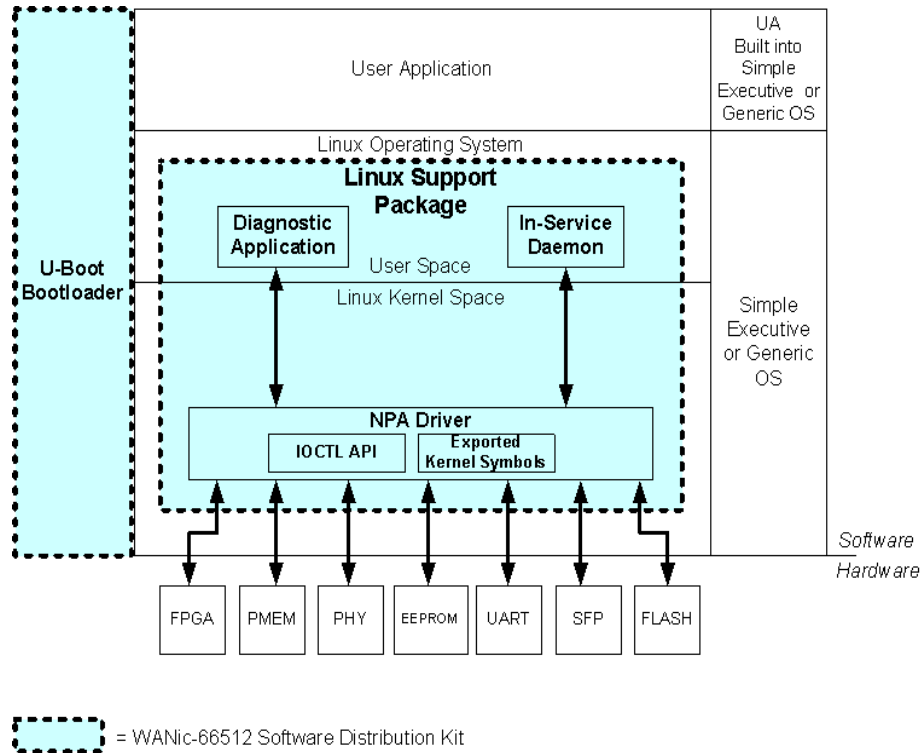 User Application
UA
Built into
Simple
Executive or
Generic OS
Linux Operating System
Linux Support
Package
Diagnostic
Application
In-Service
Daemon
U-Boot
Bootloader
User Space
Linux Kernel Space
Simple
Executive
or Generic
OS
NPA Driver
IOCTL API
Exported
Kernel Symbols
Software
Hardware
FPGA
PMEM
PHY
EEPROM
UART
SFP
FLASH
= WANic-66512 Software Distribution Kit